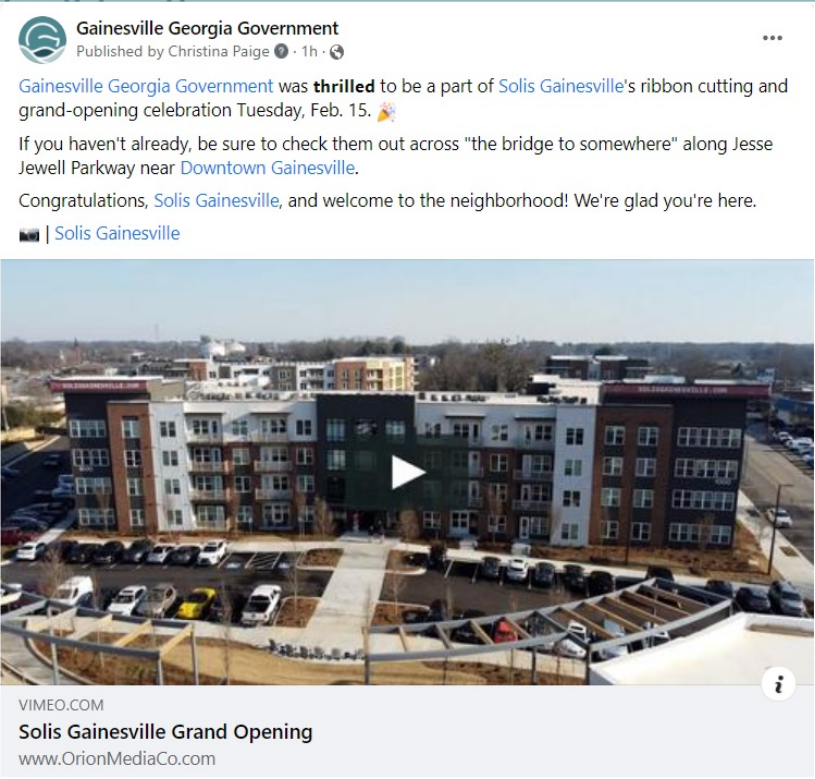 Gainesville Georgia Government
Published by Christina Paige · 1h ·
Gainesville Georgia Government was thrilled to be a part of Solis Gainesville's ribbon cutting and
grand-opening celebration Tuesday, Feb. 15.
If you haven't already, be sure to check them out across "the bridge to somewhere" along Jesse
Jewell Parkway near Downtown Gainesville.
Congratulations, Solis Gainesville, and welcome to the neighborhood! We're glad you're here.
| Solis Gainesville
SOLISGAINESVILLE.COM
SOLISGAINESVILLE.COM
VIMEO.COM
Solis Gainesville Grand Opening
www.OrionMediaCo.com